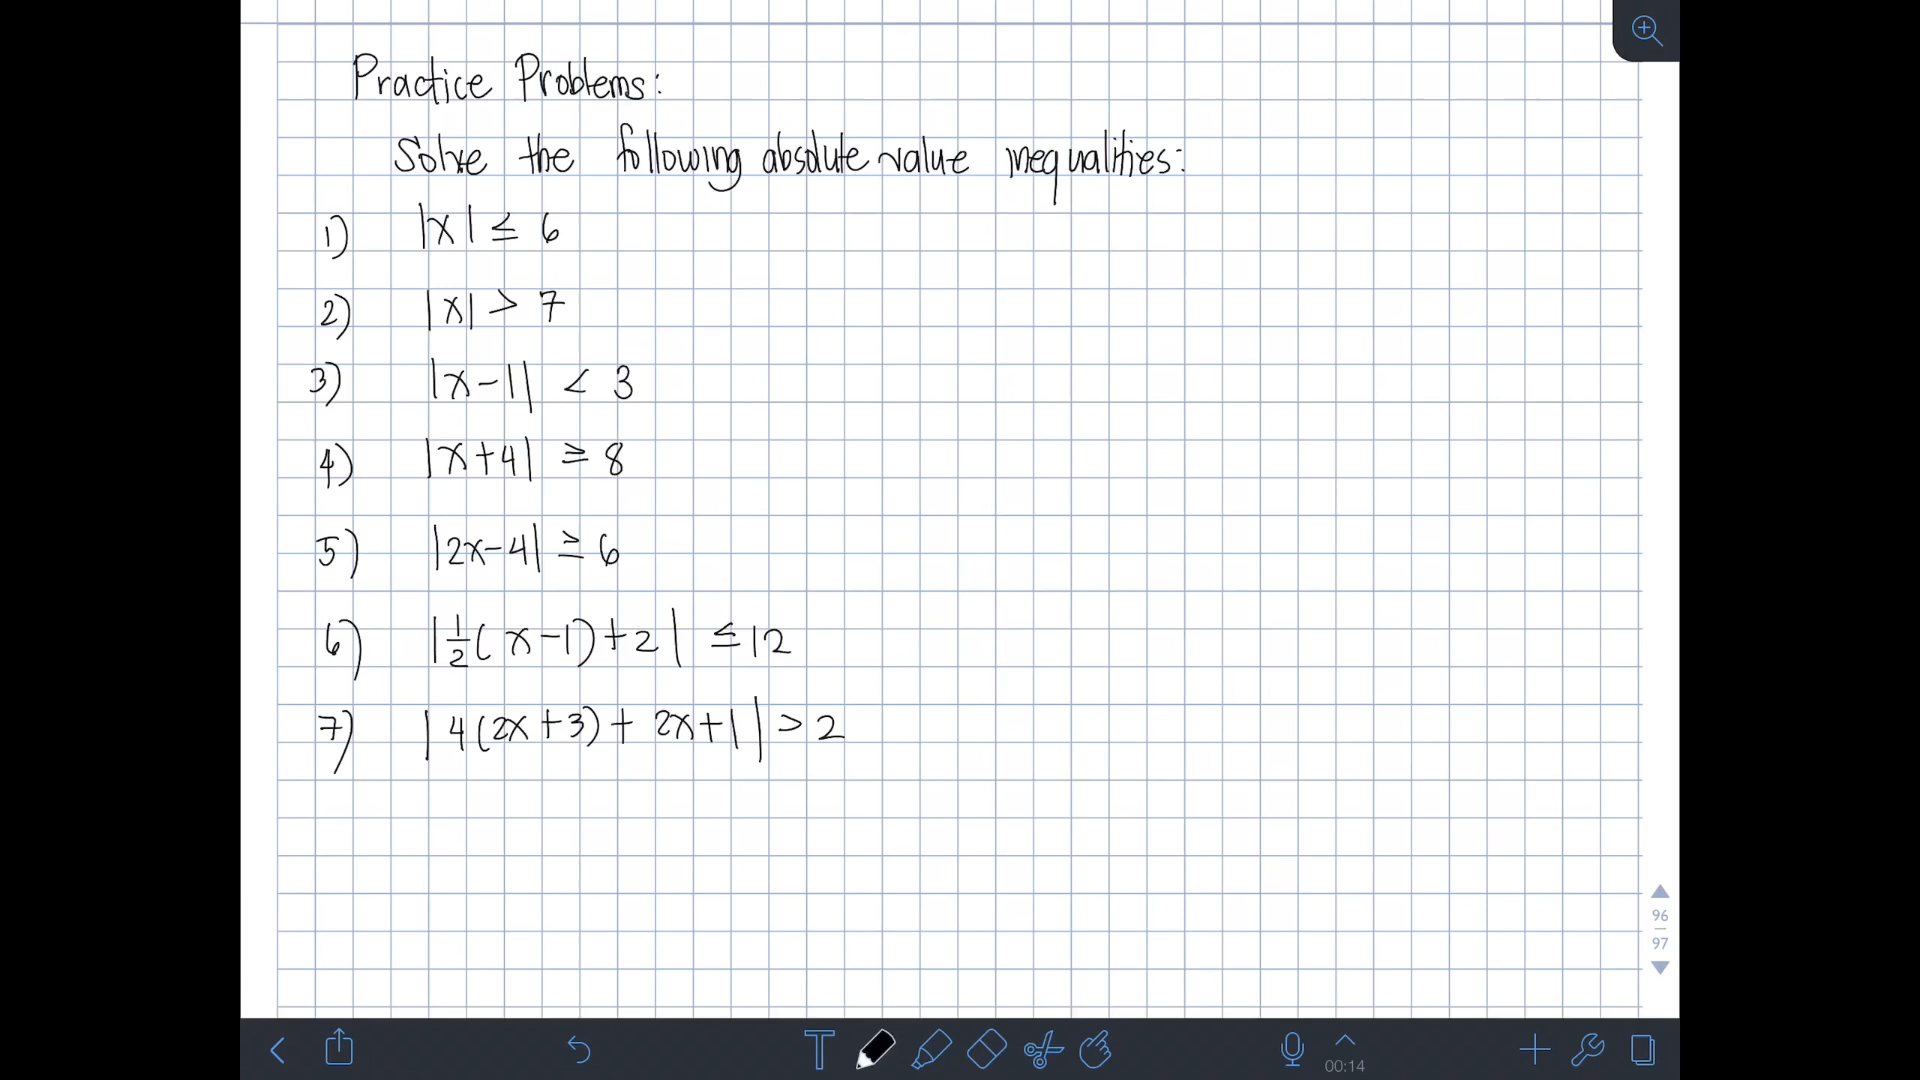 Practice Problems:
Solve the following absolute value inequalities:
1) |x| ≤ 6
2) |x| > 7
3) |x-1| < 3
4) |x+4| ≥ 8
5) |2x-4| ≥ 6
6) |½(x-1)+2| ≤ 12
7) |4(2x+3)+ 2x+1| > 2
96
97
T
00:14